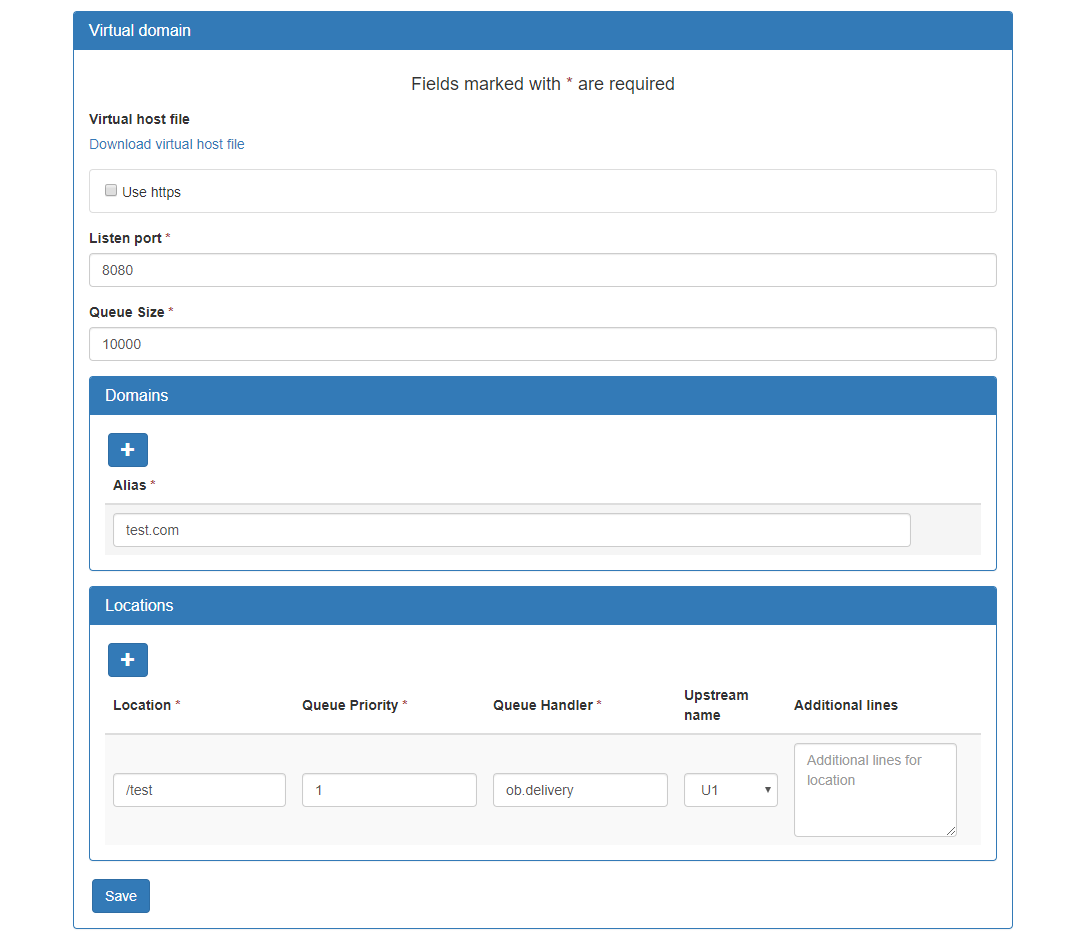 Virtual domain
Fields marked with * are required
Virtual host file
Download virtual host file
Use https
Listen port *
8080
Queue Size *
10000
Domains
+
Alias *
test.com
Locations
+
Location * Queue Priority * Queue Handler * Upstream name Additional lines
/test 1 ob.delivery U1 Additional lines for location
Save